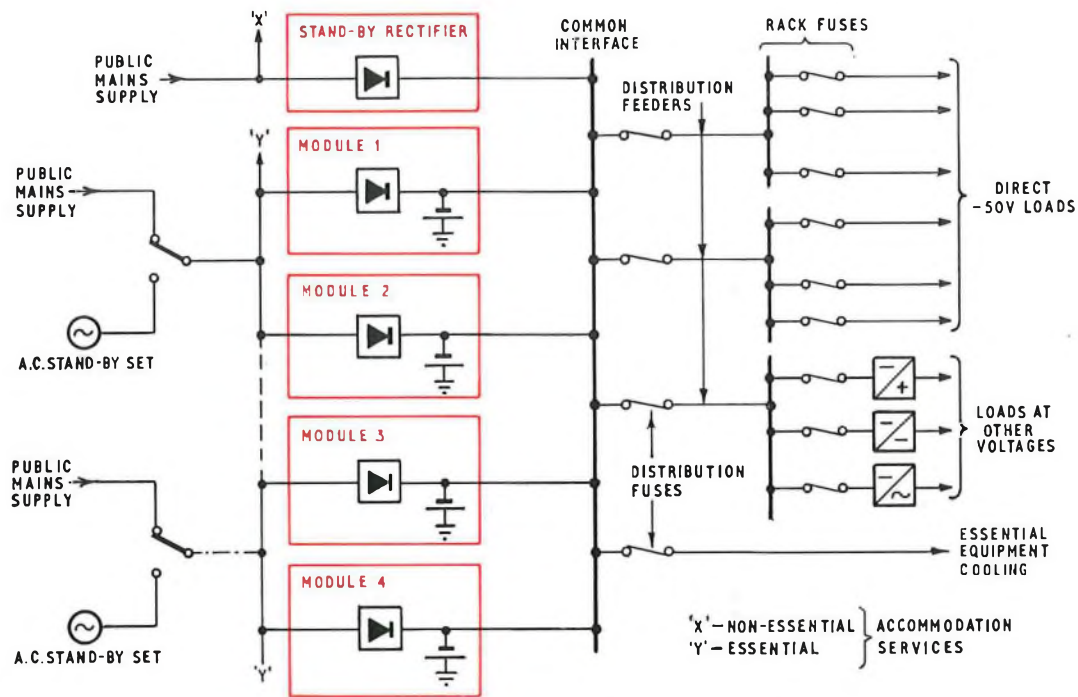 'X'
STAND-BY RECTIFIER
COMMON
INTERFACE
RACK FUSES
PUBLIC
MAINS
SUPPLY
DISTRIBUTION
FEEDERS
'Y'
MODULE 1
PUBLIC
MAINS
SUPPLY
DIRECT
-50V LOADS
MODULE 2
A.C. STAND-BY SET
MODULE 3
LOADS AT
OTHER
VOLTAGES
PUBLIC
MAINS
SUPPLY
DISTRIBUTION
FUSES
ESSENTIAL
EQUIPMENT
COOLING
MODULE 4
'X'-NON-ESSENTIAL
'Y'-ESSENTIAL
ACCOMMODATION
SERVICES
A.C. STAND-BY SET
'Y'